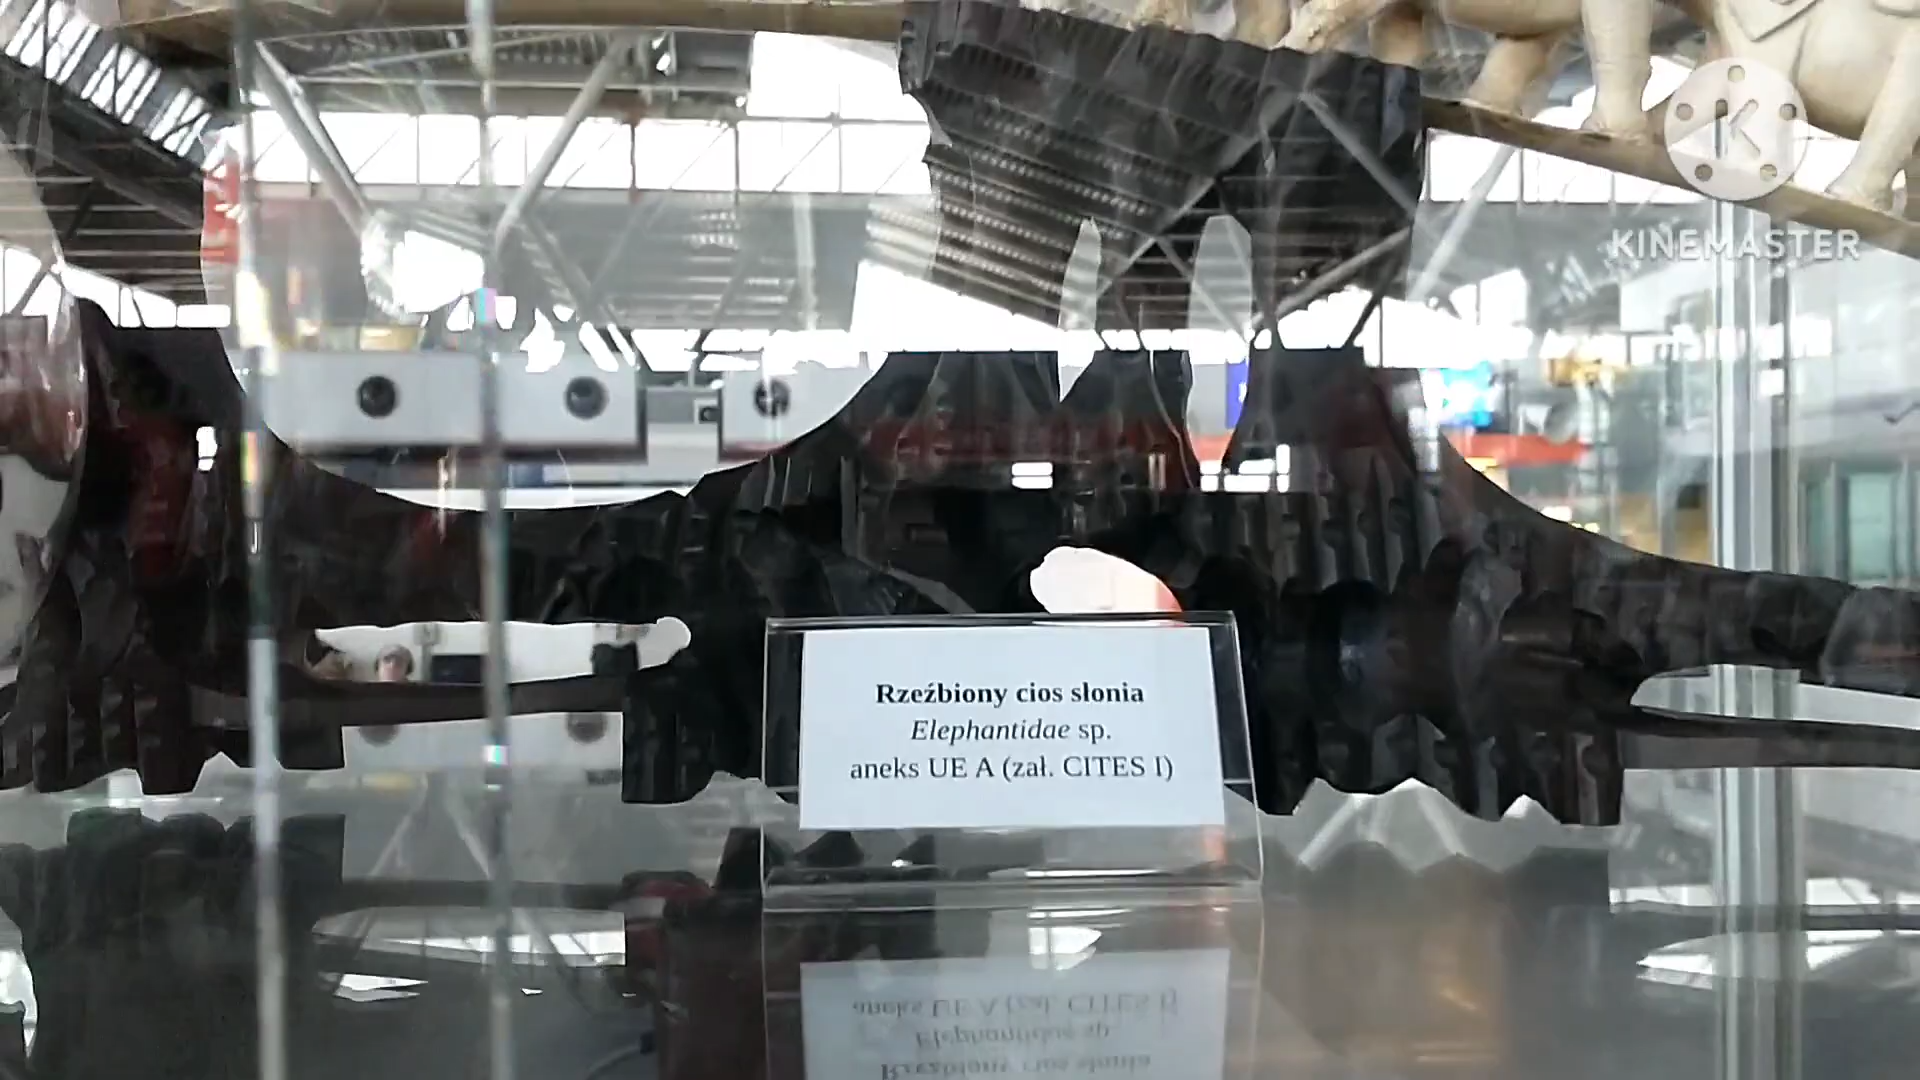 K
KINEMASTER
Rzeźbiony cios słonia
Elephantidae sp.
aneks UE A (zał. CITES I)